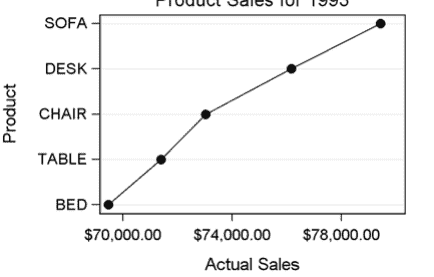 Product Sales for 1993
SOFA
DESK
CHAIR
TABLE
BED
Product
$70,000.00 $74,000.00 $78,000.00
Actual Sales